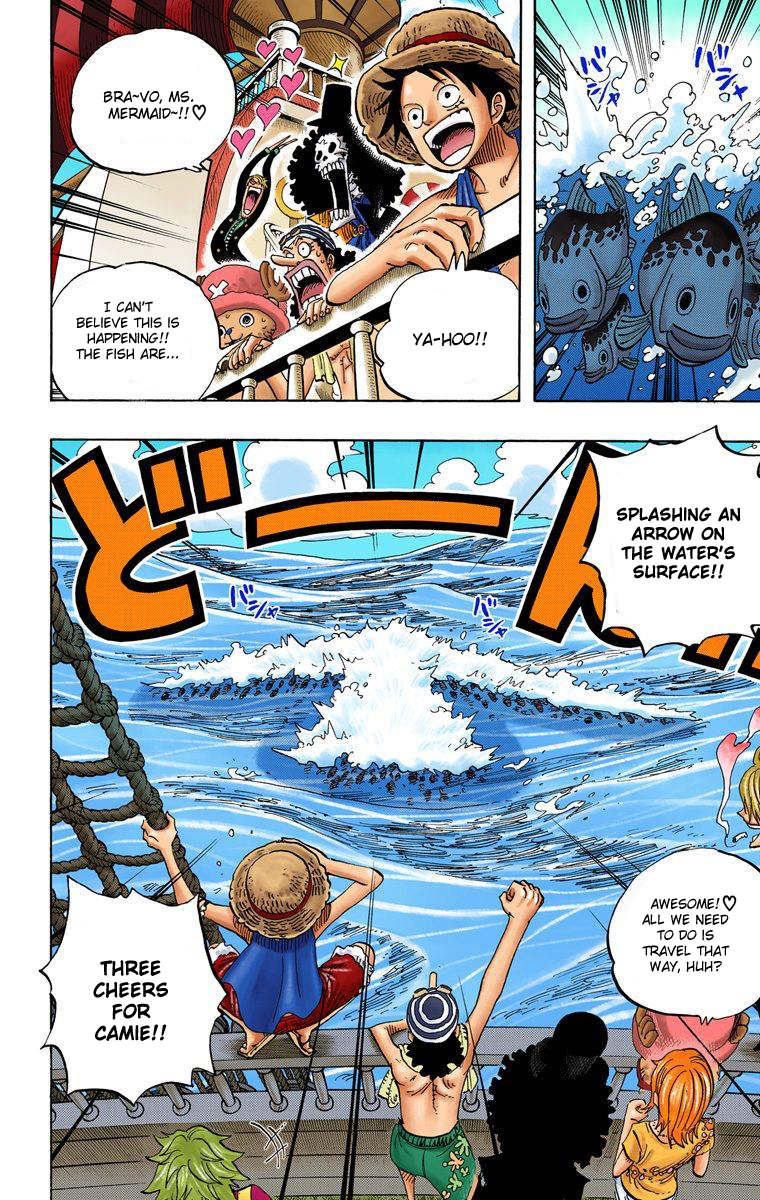 バシャ
バシャ
YA-HOO!!
BRA~VO, MS.
MERMAID~!!♡
I CAN'T
BELIEVE THIS IS
HAPPENING!!
THE FISH ARE...
SPLASHING AN
ARROW ON
THE WATER'S
SURFACE!!
どーん
バシャ
バシャ
AWESOME!♡
ALL WE NEED
TO DO IS
TRAVEL THAT
WAY, HUH?
THREE
CHEERS
FOR
CAMIE!!